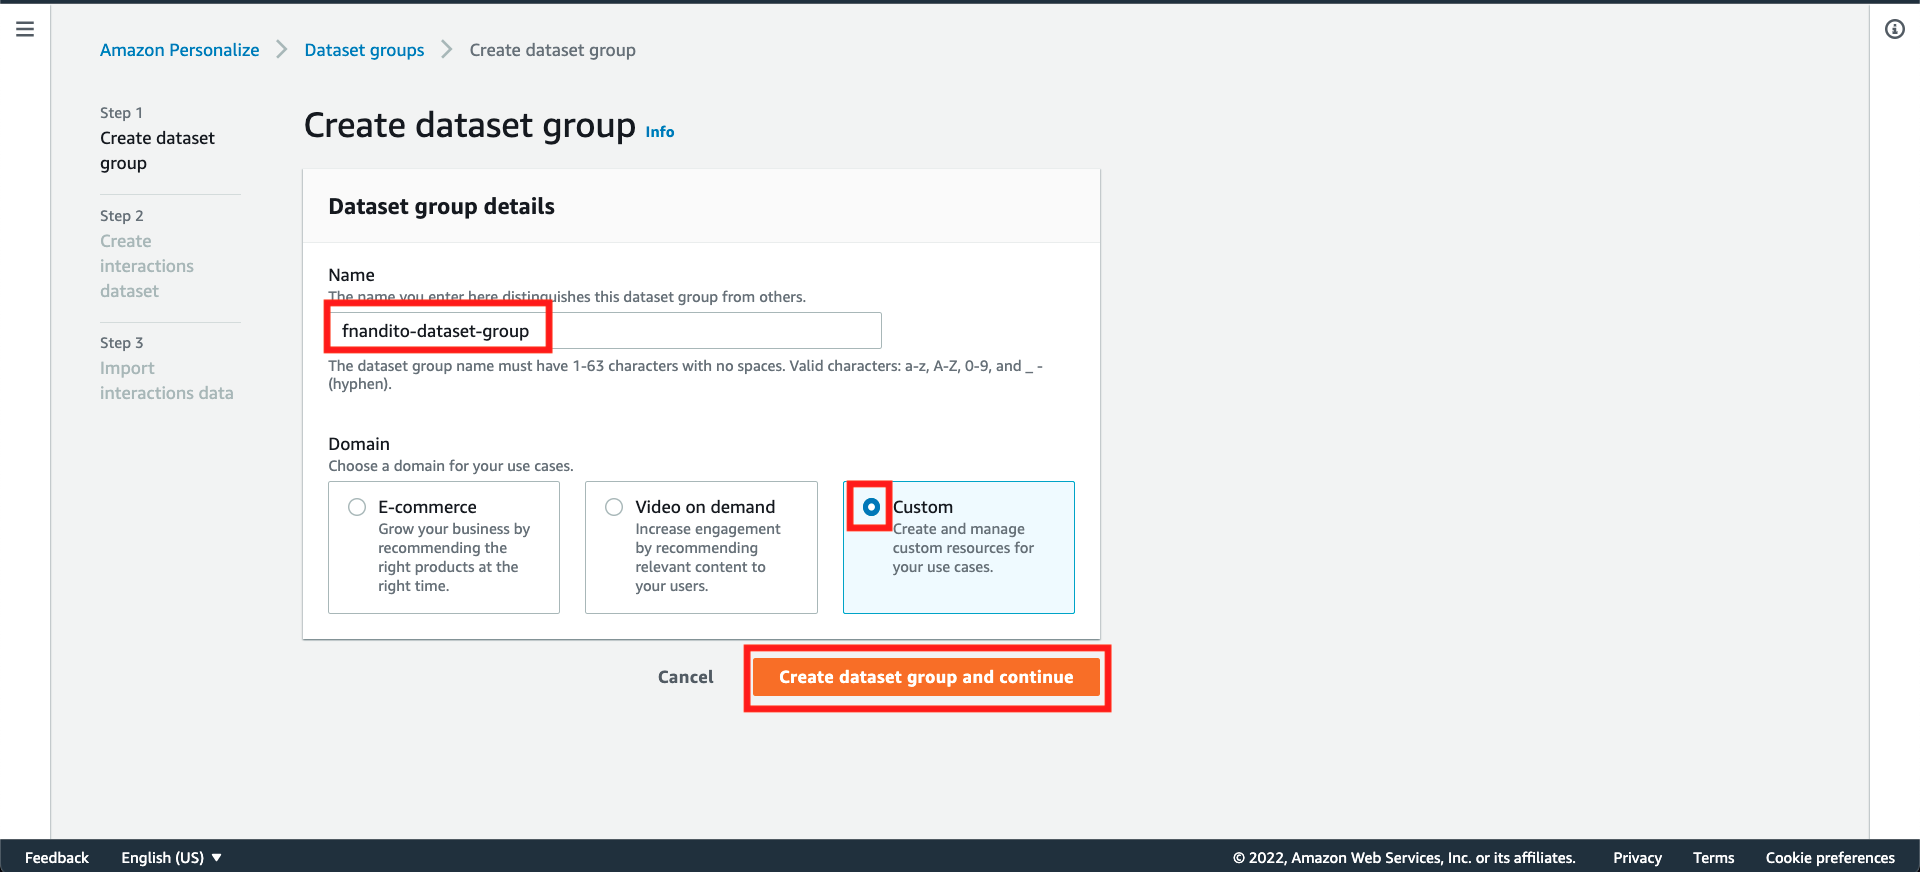 Amazon Personalize > Dataset groups > Create dataset group
Step 1
Create dataset
group
Step 2
Create
interactions
dataset
Step 3
Import
interactions data
Create dataset group Info
Dataset group details
Name
The name you enter here distinguishes this dataset group from others.
fnandito-dataset-group
The dataset group name must have 1-63 characters with no spaces. Valid characters: a-z, A-Z, 0-9, and _ -
(hyphen).
Domain
Choose a domain for your use cases.
E-commerce
Grow your business by
recommending the
right products at the
right time.
Video on demand
Increase engagement
by recommending
relevant content to
your users.
Custom
Create and manage
custom resources for
your use cases.
Cancel
Create dataset group and continue
Feedback English (US) ▼ © 2022, Amazon Web Services, Inc. or its affiliates. Privacy Terms Cookie preferences